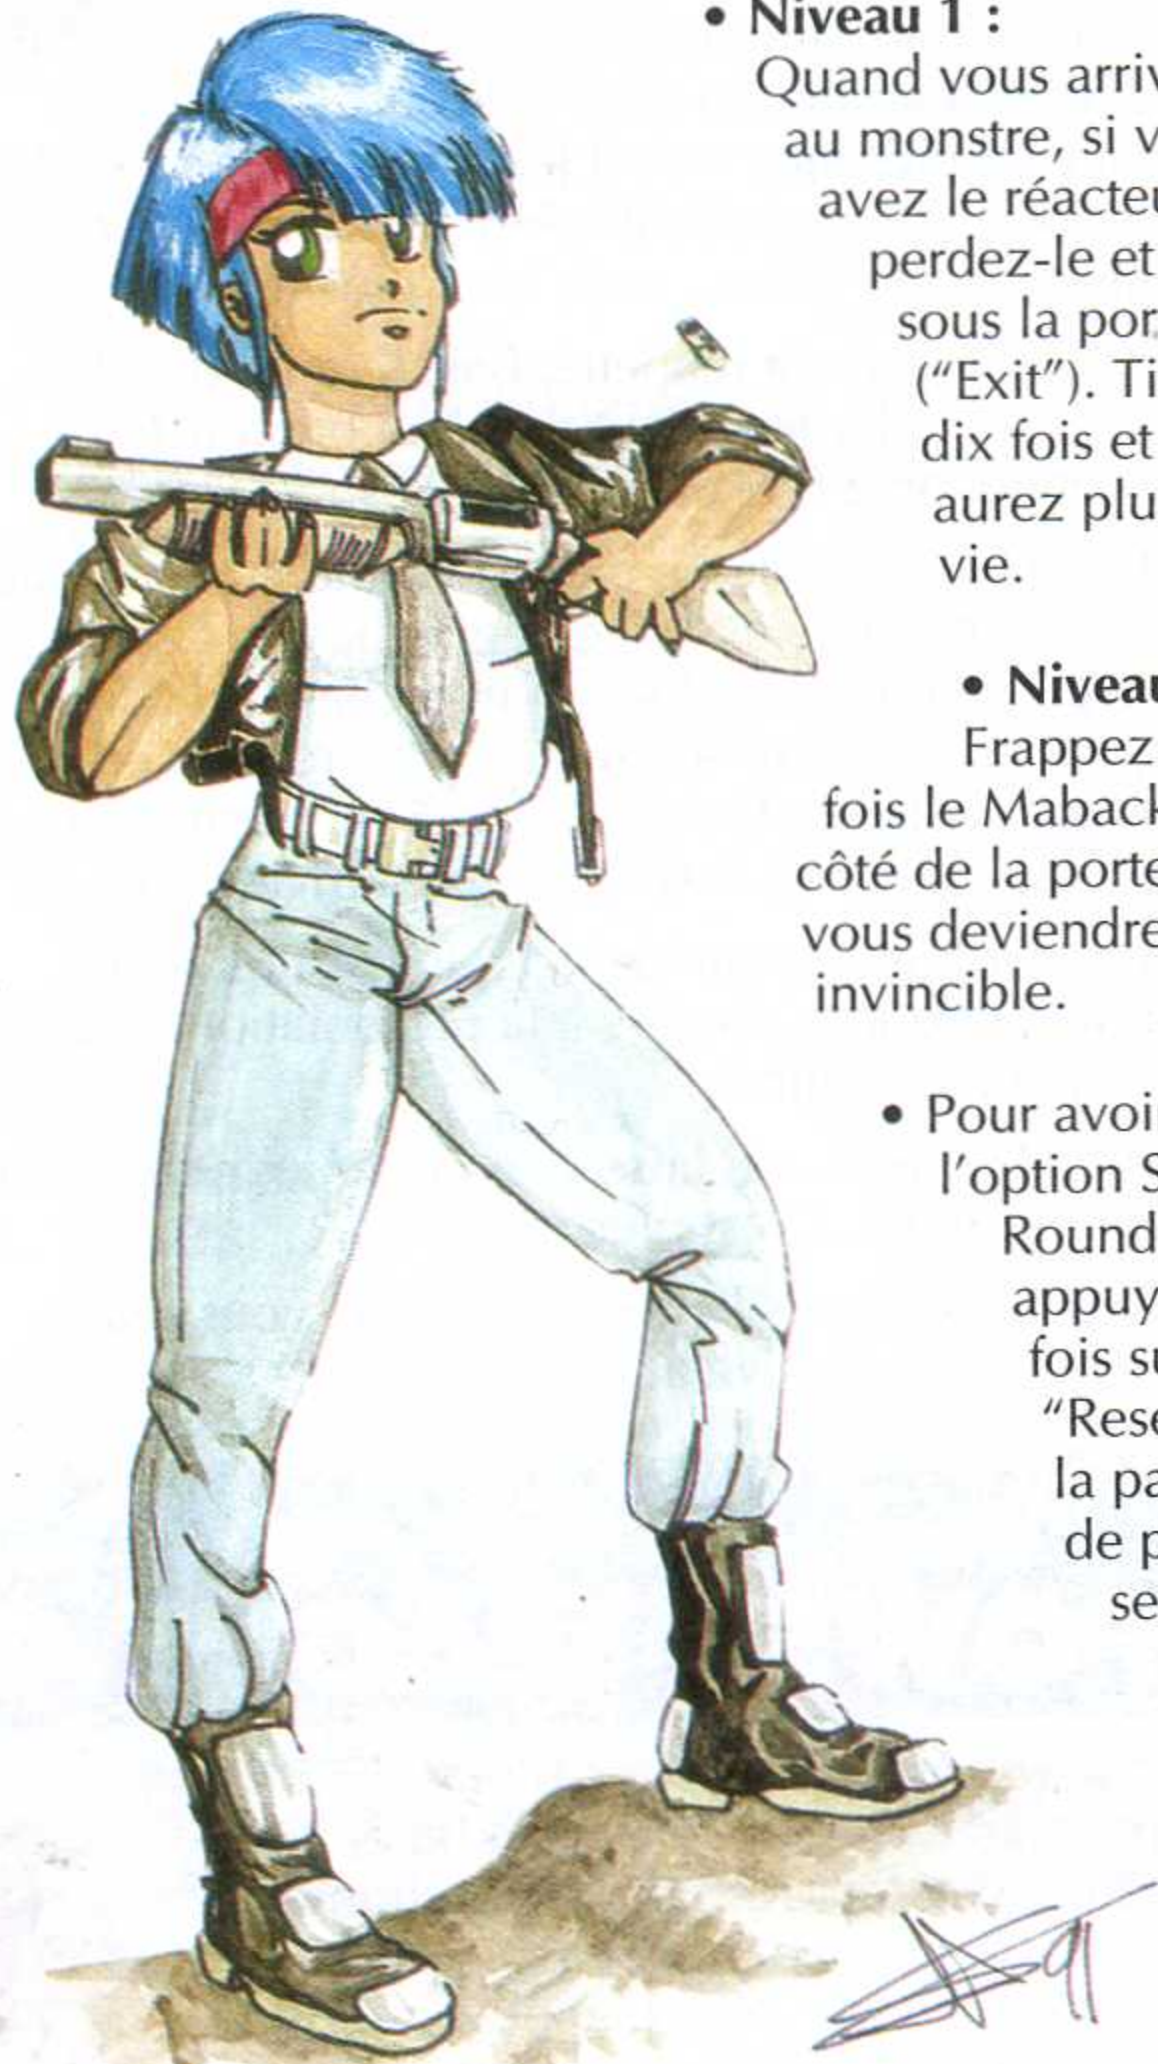 • Niveau 1 :
Quand vous arriv
au monstre, si v
avez le réacteu
perdez-le et
sous la por
("Exit"). Ti
dix fois et
aurez plu
vie.
• Niveau
Frappez
fois le Maback
côté de la porte
vous deviendre
invincible.
• Pour avoir
l'option S
Round
appuy
fois su
"Rese
la pa
de p
se
91